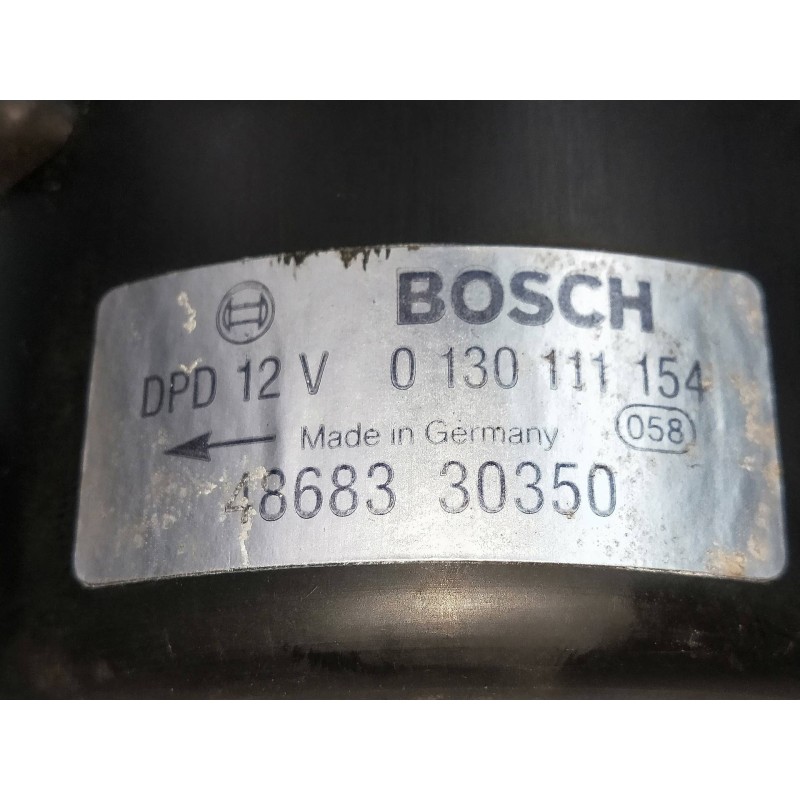 BOSCH
DPD 12 V 0 130 111 154
Made in Germany 058
48683 30350